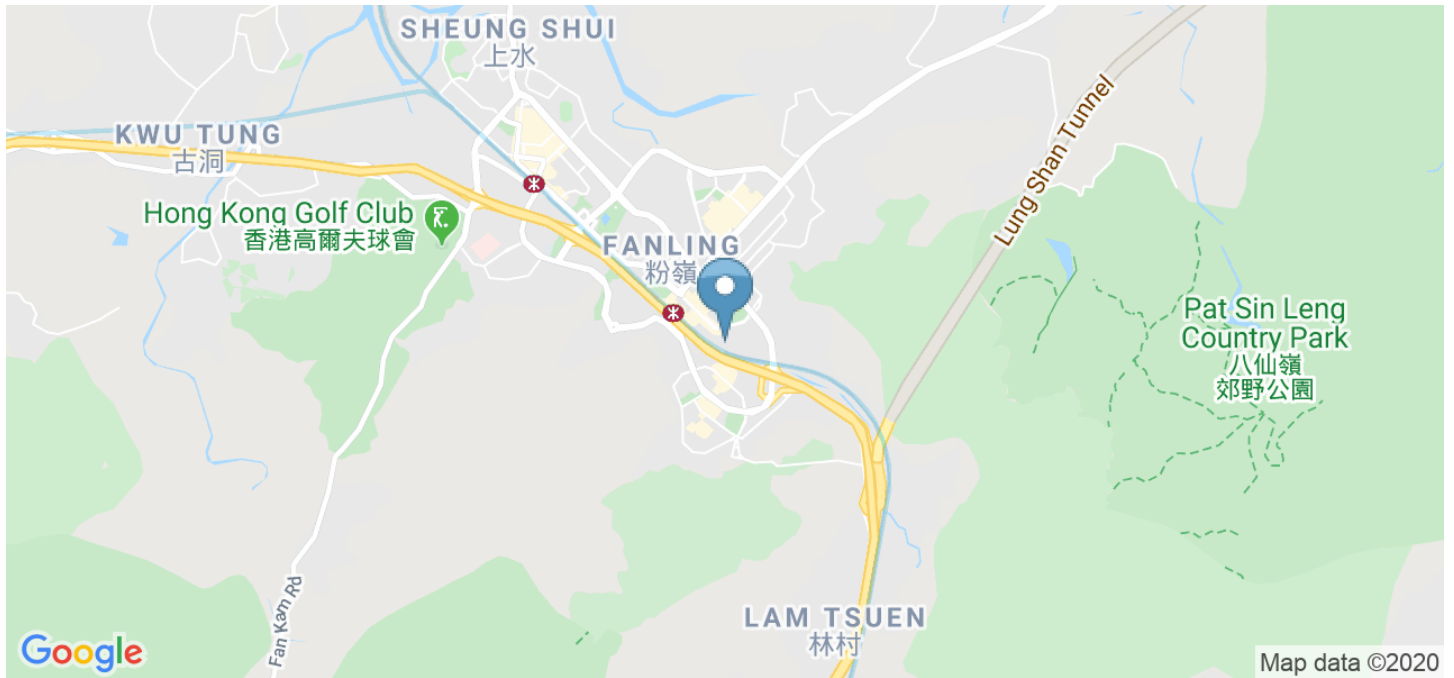 SHEUNG SHUI
上水
KWU TUNG
古洞
Hong Kong Golf Club
香港高爾夫球會
FANLING
粉嶺
Lung Shan Tunnel
Pat Sin Leng
Country Park
八仙嶺
郊野公園
Fan Kam Rd
LAM TSUEN
林村
Google
Map data ©2020